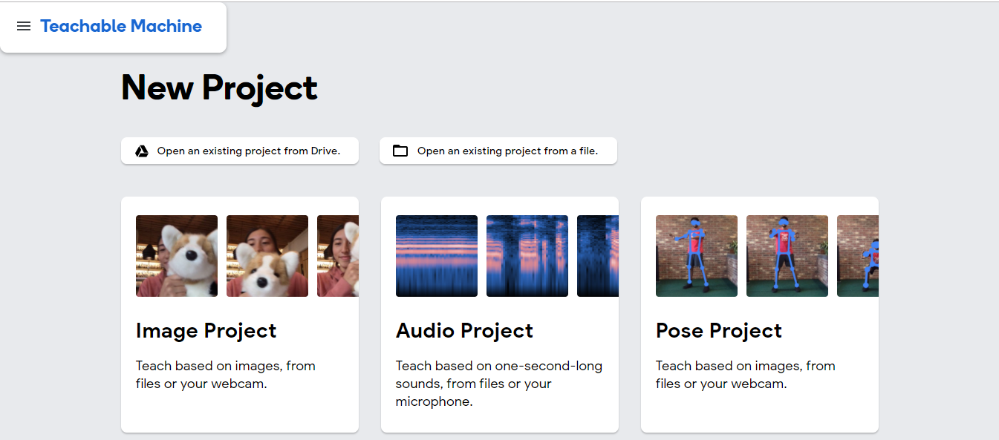 Teachable Machine
New Project
Open an existing project from Drive.
Open an existing project from a file.
Image Project
Teach based on images, from
files or your webcam.
Audio Project
Teach based on one-second-long
sounds, from files or your
microphone.
Pose Project
Teach based on images, from
files or your webcam.